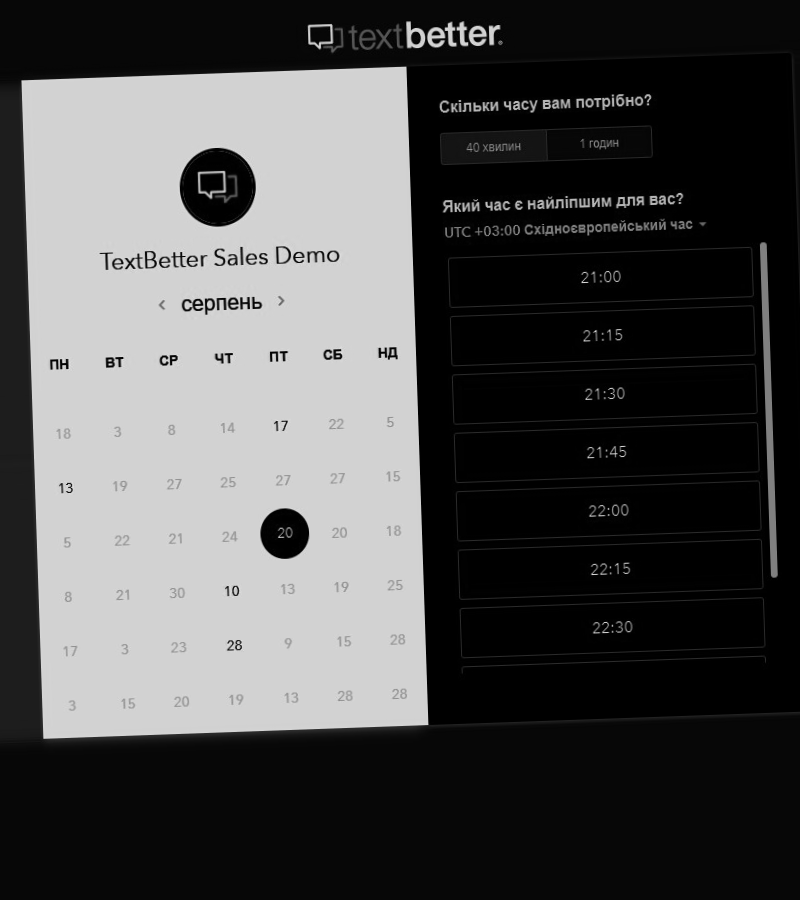 textbetter.
TextBetter Sales Demo
серпень
ПН ВТ СР ЧТ ПТ СБ НД
18 3 8 14 17 22 5
13 19 27 25 27 27 15
5 22 21 24 20 20 18
8 21 30 10 13 19 25
17 3 23 28 9 15 28
3 15 20 19 13 28 28
Скільки часу вам потрібно?
40 хвилин 1 годин
Який час є найліпшим для вас?
UTC +03:00 Східноєвропейський час
21:00
21:15
21:30
21:45
22:00
22:15
22:30